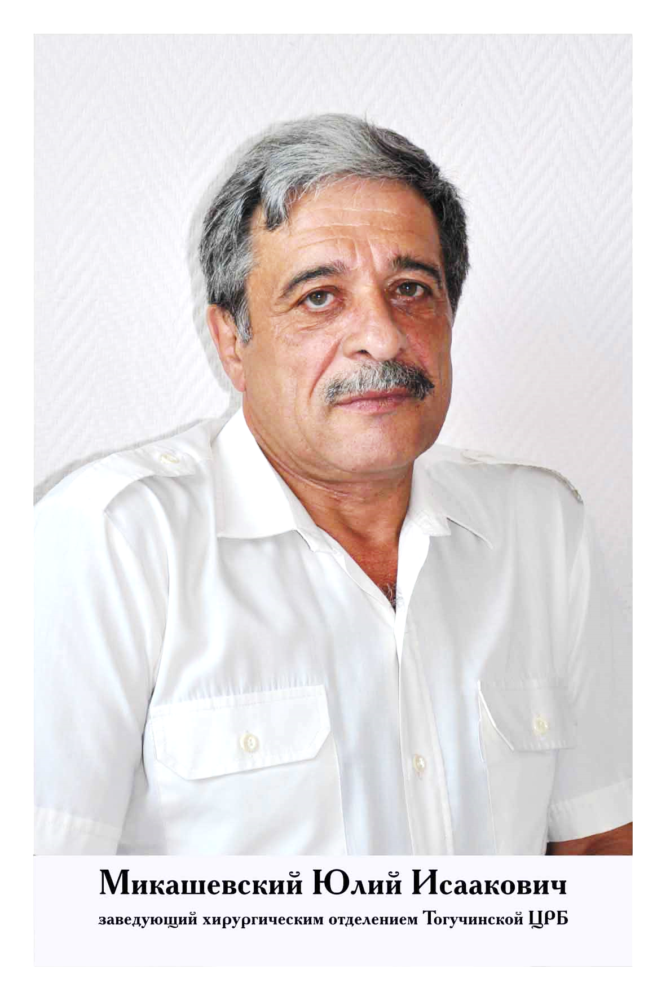 Микашевский Юлий Исаакович
заведующий хирургическим отделением Тогучинской ЦРБ